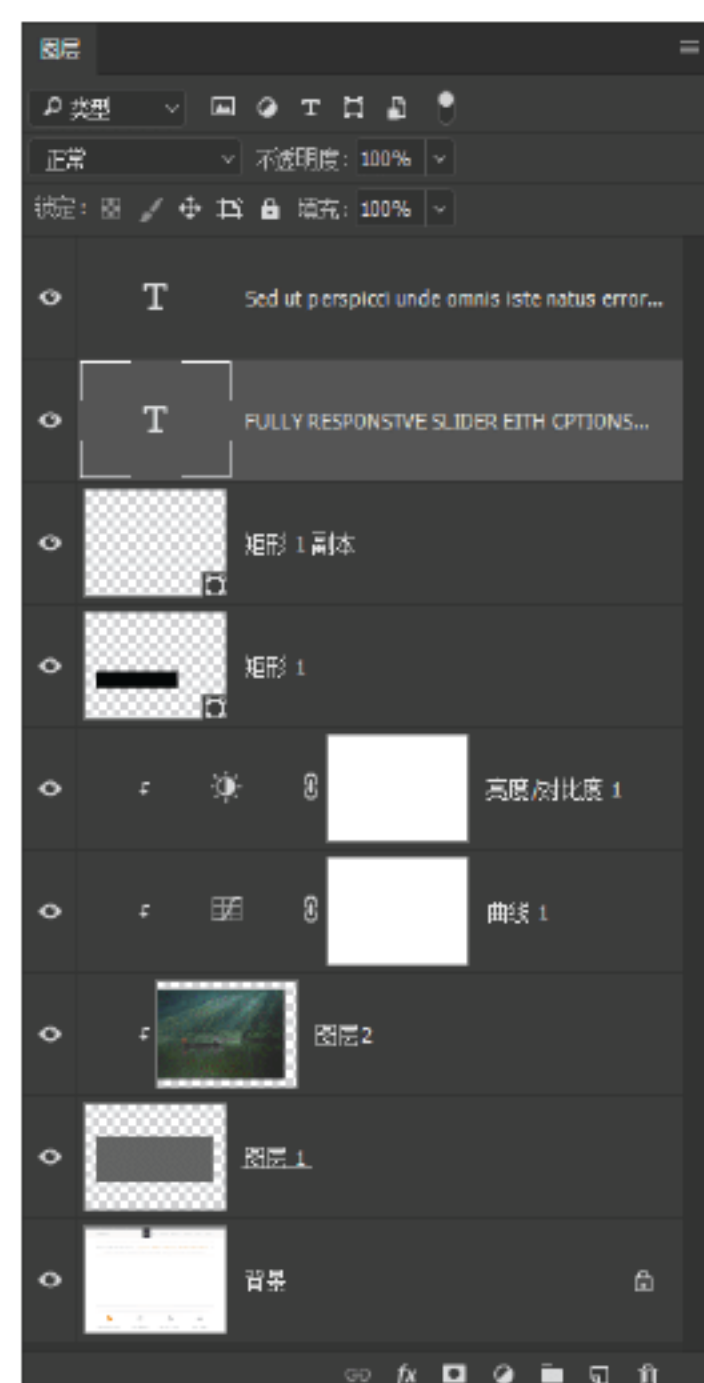 图层
类型
正常 不透明度: 100%
锁定: 填充: 100%
T Sed ut perspicci unde omnis iste natus error...
T FULLY RESPONSTVE SLIDER EITH CPTIONS...
矩形 1 副本
矩形 1
亮度/对比度 1
曲线 1
图层2
图层 1
背景
fx